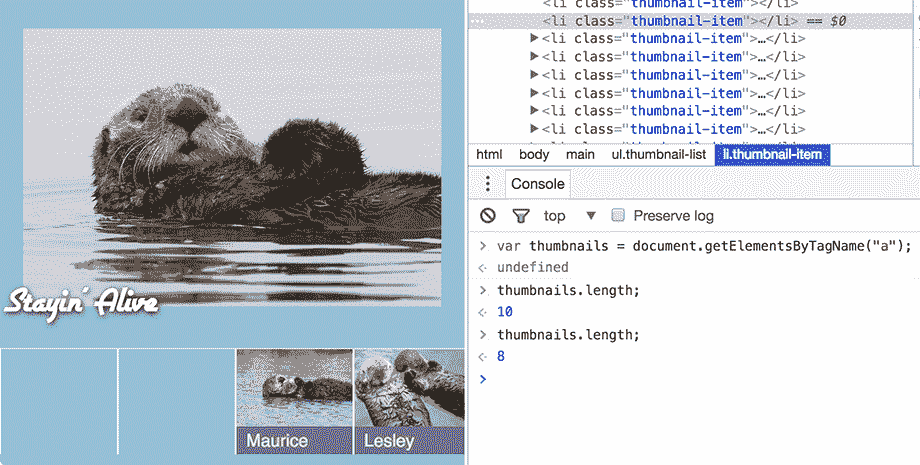 Stayin' Alive
Maurice
Lesley
<li class="thumbnail-item"></li>
<li class="thumbnail-item"></li> == $0
<li class="thumbnail-item">…</li>
<li class="thumbnail-item">…</li>
<li class="thumbnail-item">…</li>
<li class="thumbnail-item">…</li>
<li class="thumbnail-item">…</li>
<li class="thumbnail-item">…</li>
html body main ul.thumbnail-list li.thumbnail-item
Console
top Preserve log
> var thumbnails = document.getElementsByTagName("a");
undefined
> thumbnails.length;
10
> thumbnails.length;
8
>